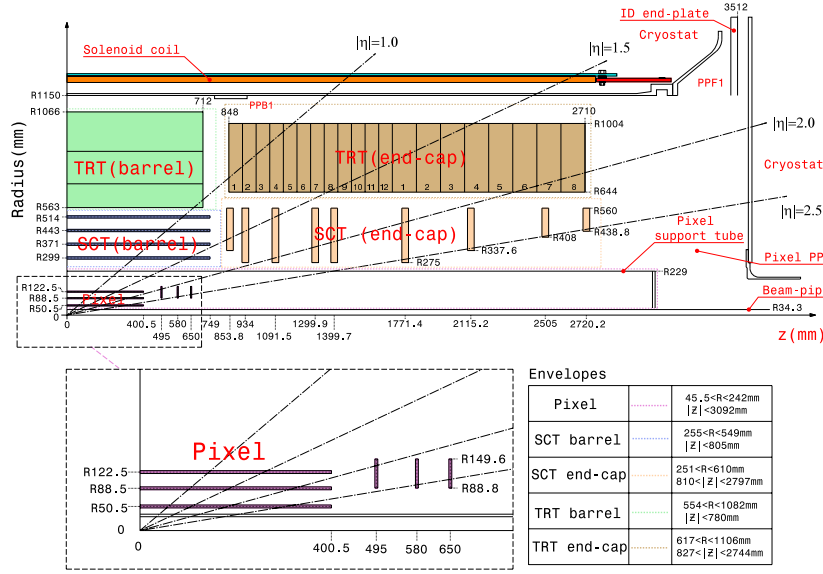 3512
ID end-plate
Cryostat
|η|=1.0
|η|=1.5
Solenoid coil
PPF1
R1150
PPB1
R1066
712
848
2710
R1004
|η|=2.0
TRT(barrel)
TRT(end-cap)
Radius(mm)
Cryostat
1 2 3 4 5 6 7 8 9 10 11 12 1 2 3 4 5 6 7 8
R644
R563
R560
|η|=2.5
R514
R443
SCT(barrel)
SCT (end-cap)
R438.8
R408
Pixel
support tube
R371
R337.6
R299
R275
Pixel PP
R229
R122.5
R88.5
Pixel
Beam-pip
R50.5
R34.3
0
0
400.5
580
749
934
1299.9
1771.4
2115.2
2505
2720.2
z(mm)
495
650
853.8
1091.5
1399.7
Envelopes
Pixel
45.5<R<242mm
|Z|<3092mm
SCT barrel
255<R<549mm
|Z|<805mm
SCT end-cap
251<R<610mm
810<|Z|<2797mm
TRT barrel
554<R<1082mm
|Z|<780mm
TRT end-cap
617<R<1106mm
827<|Z|<2744mm
Pixel
R149.6
R122.5
R88.5
R88.8
R50.5
0
0
400.5
495
580
650